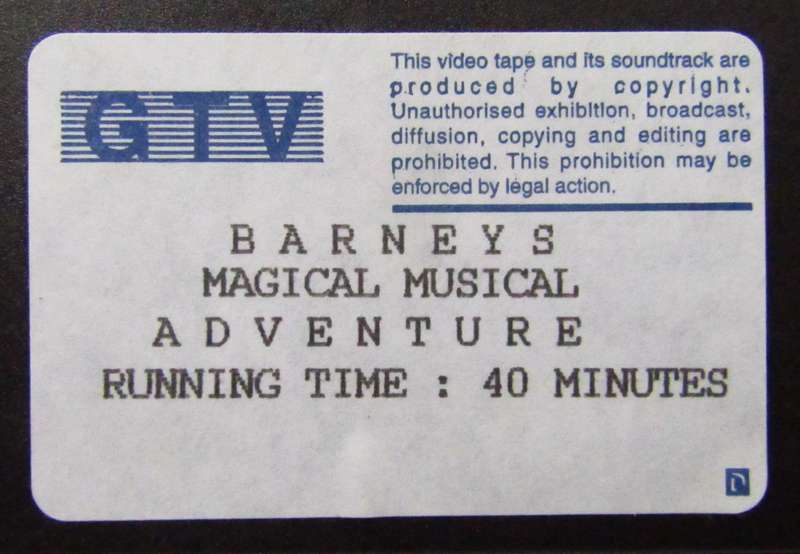 GTV
This video tape and its soundtrack are
produced by copyright.
Unauthorised exhibition, broadcast,
diffusion, copying and editing are
prohibited. This prohibition may be
enforced by legal action.
BARNEYS
MAGICAL MUSICAL
ADVENTURE
RUNNING TIME : 40 MINUTES